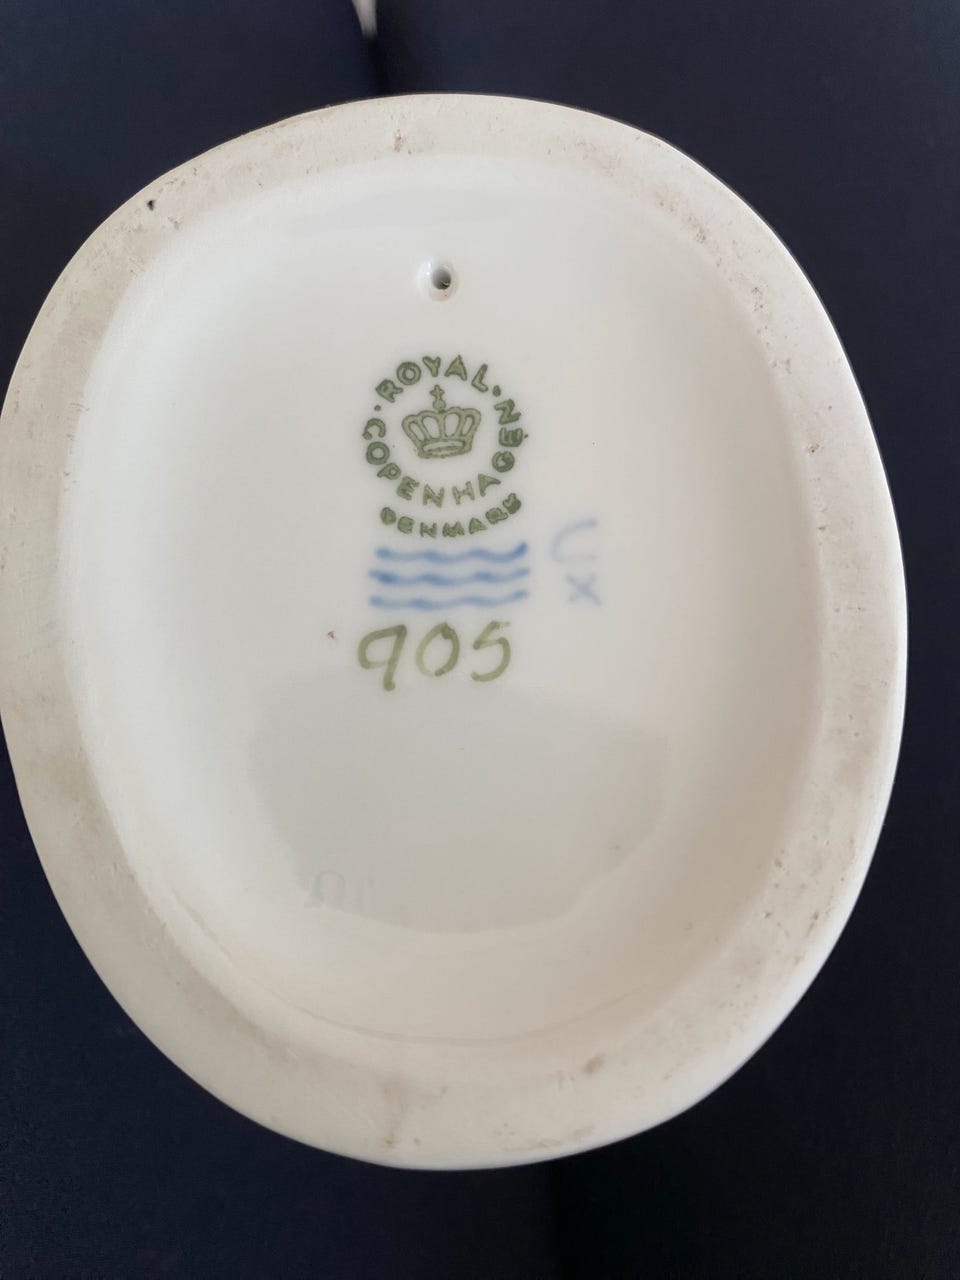 ROYAL
COPENHAGEN
DENMARK
905